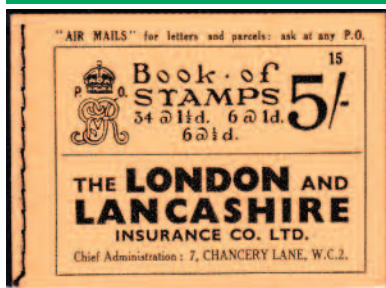 "AIR MAILS" for letters and parcels: ask at any P.O.
15
Book · of
P. O.
STAMPS 5/-
34 @ 1½d. 6 @ 1d.
6 @ ½d.
THE LONDON AND
LANCASHIRE
INSURANCE CO. LTD.
Chief Administration : 7, CHANCERY LANE, W.C.2.